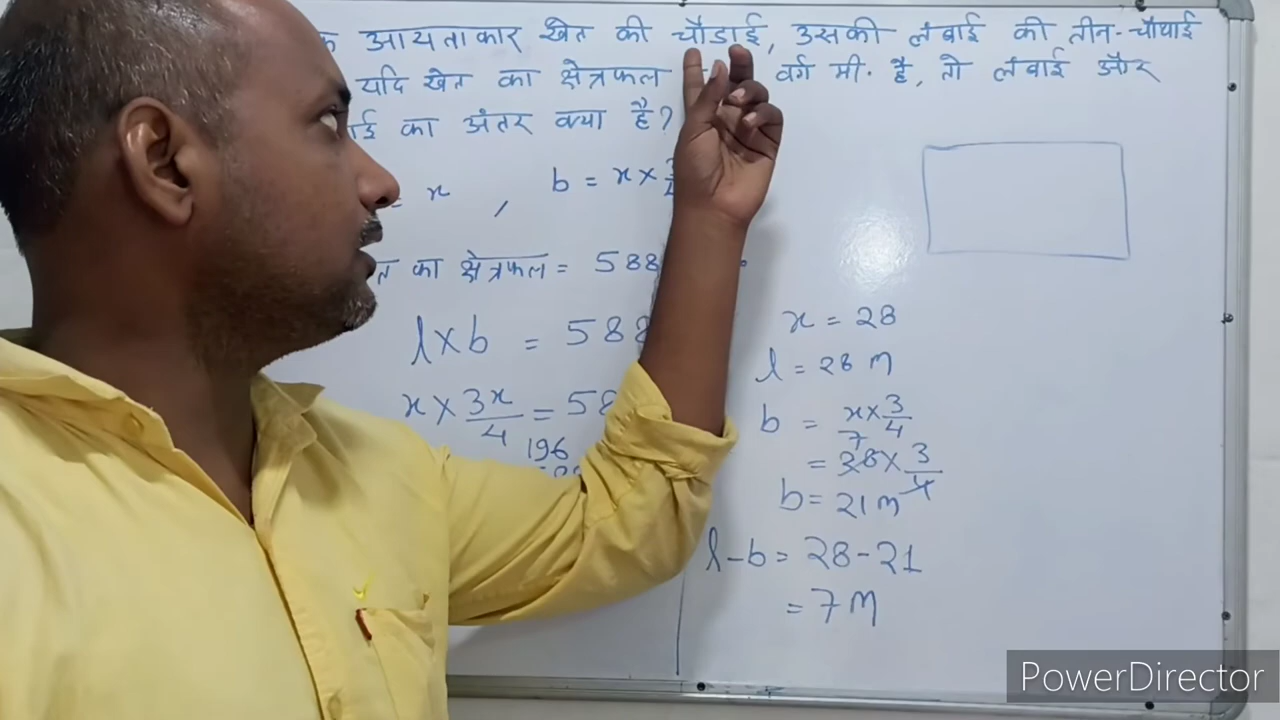 आयताकार खेत की चौडाई, उसकी लंबाई की तीन-चौथाई
यदि खेत का क्षेत्रफल वर्ग मी. है, तो लंबाई और
का अंतर क्या है?
= x , b = x ×
का क्षेत्रफल = 588
l×b = 588
x × 3x/4 =
196
x = 28
l = 28 m
b = x×3/4
7
= 28×3/4
b = 21 m
l-b = 28-21
= 7 m
PowerDirector